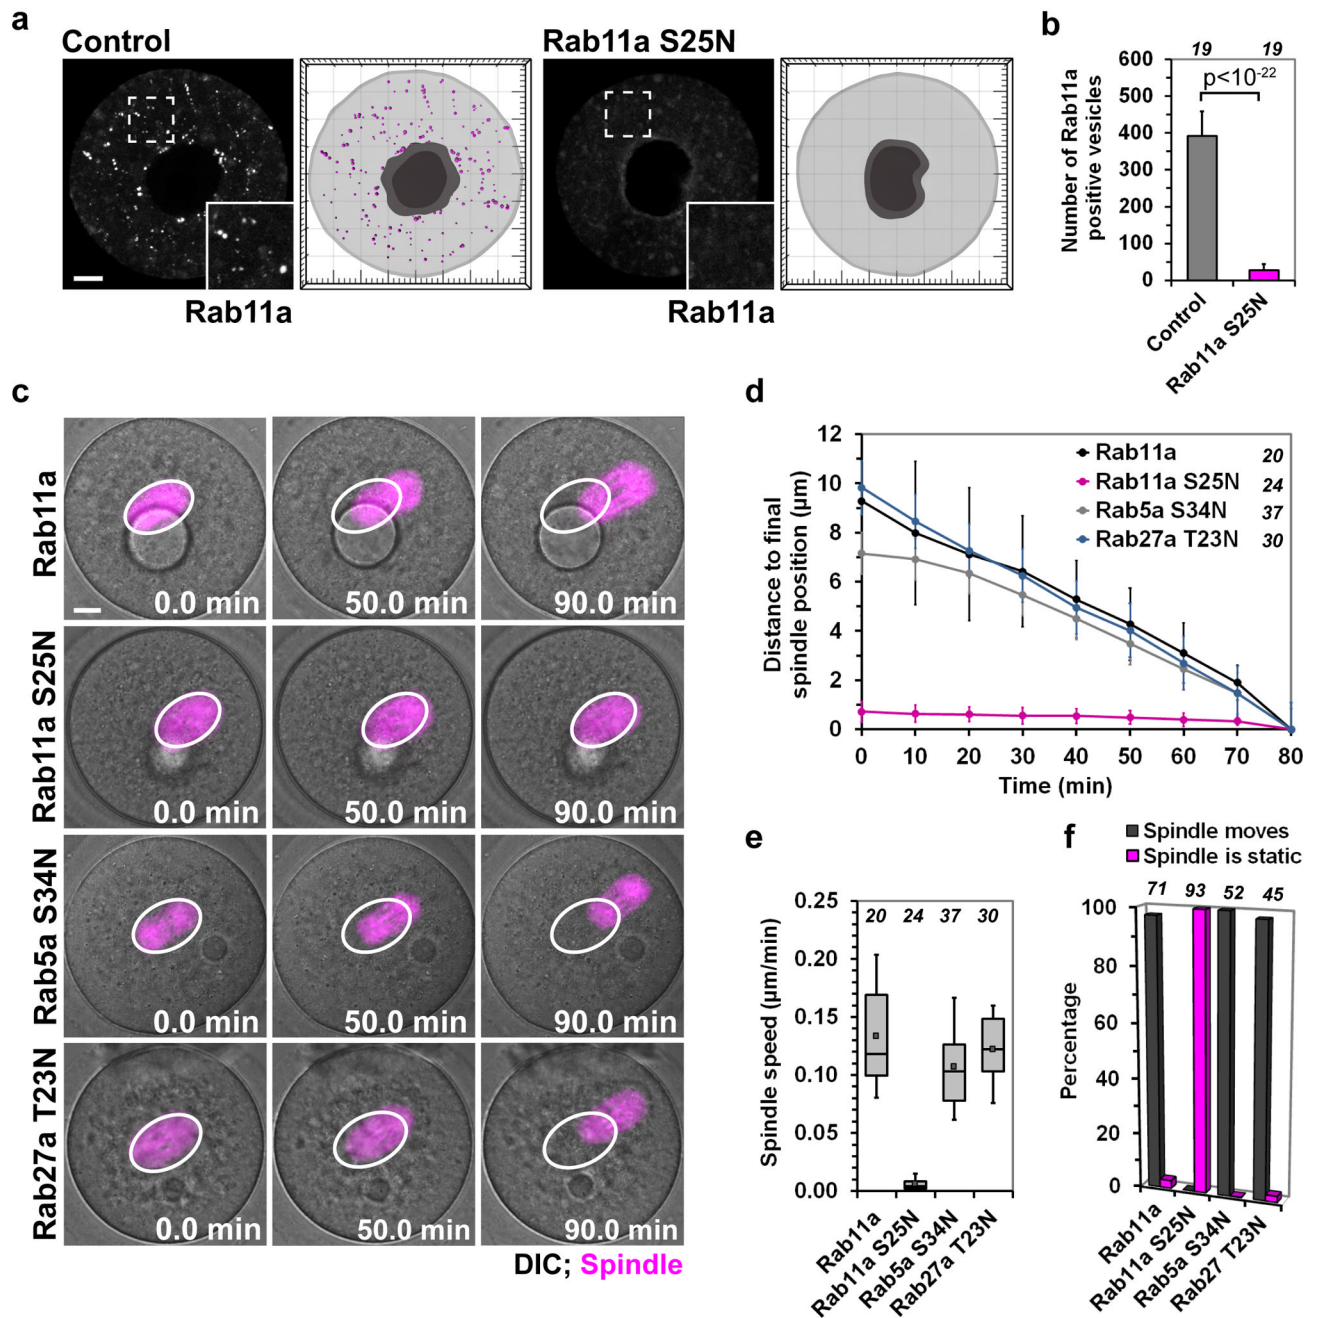 a
Control
Rab11a S25N
Rab11a
Rab11a
b
19 19
p<10-22
Number of Rab11a
positive vesicles
600
500
400
300
200
100
0
Control
Rab11a S25N
c
Rab11a
0.0 min
50.0 min
90.0 min
Rab11a S25N
0.0 min
50.0 min
90.0 min
Rab5a S34N
0.0 min
50.0 min
90.0 min
Rab27a T23N
0.0 min
50.0 min
90.0 min
DIC; Spindle
d
Distance to final
spindle position (µm)
12
10
8
6
4
2
0
Rab11a 20
Rab11a S25N 24
Rab5a S34N 37
Rab27a T23N 30
0 10 20 30 40 50 60 70 80
Time (min)
e
Spindle speed (µm/min)
0.25
0.20
0.15
0.10
0.05
0.00
20 24 37 30
Rab11a
Rab11a S25N
Rab5a S34N
Rab27a T23N
f
Spindle moves
Spindle is static
71 93 52 45
Percentage
100
80
60
40
20
0
0
Rab11a
Rab11a S25N
Rab5a S34N
Rab27 T23N